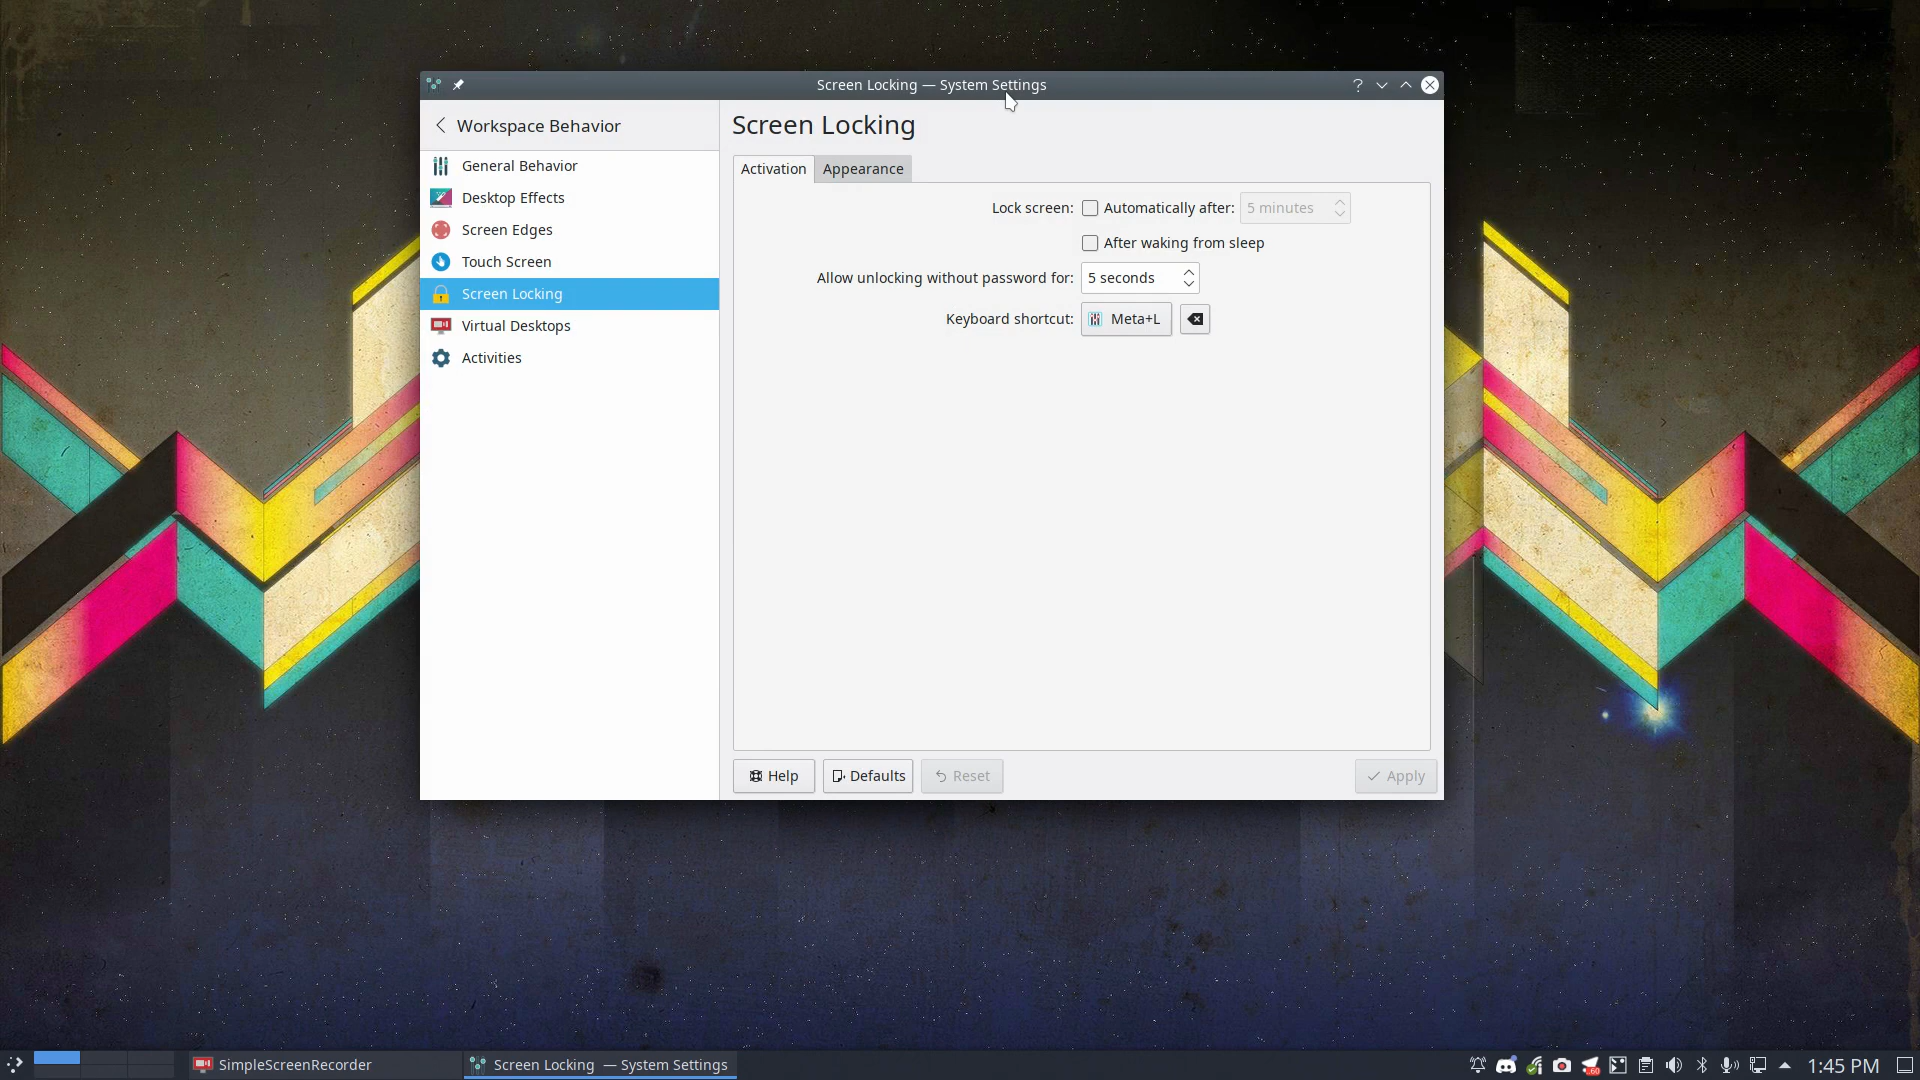 Screen Locking — System Settings
Workspace Behavior
General Behavior
Desktop Effects
Screen Edges
Touch Screen
Screen Locking
Virtual Desktops
Activities
Screen Locking
Activation Appearance
Lock screen: Automatically after: 5 minutes
After waking from sleep
Allow unlocking without password for: 5 seconds
Keyboard shortcut: Meta+L
Help Defaults Reset Apply
SimpleScreenRecorder Screen Locking — System Settings 60 1:45 PM